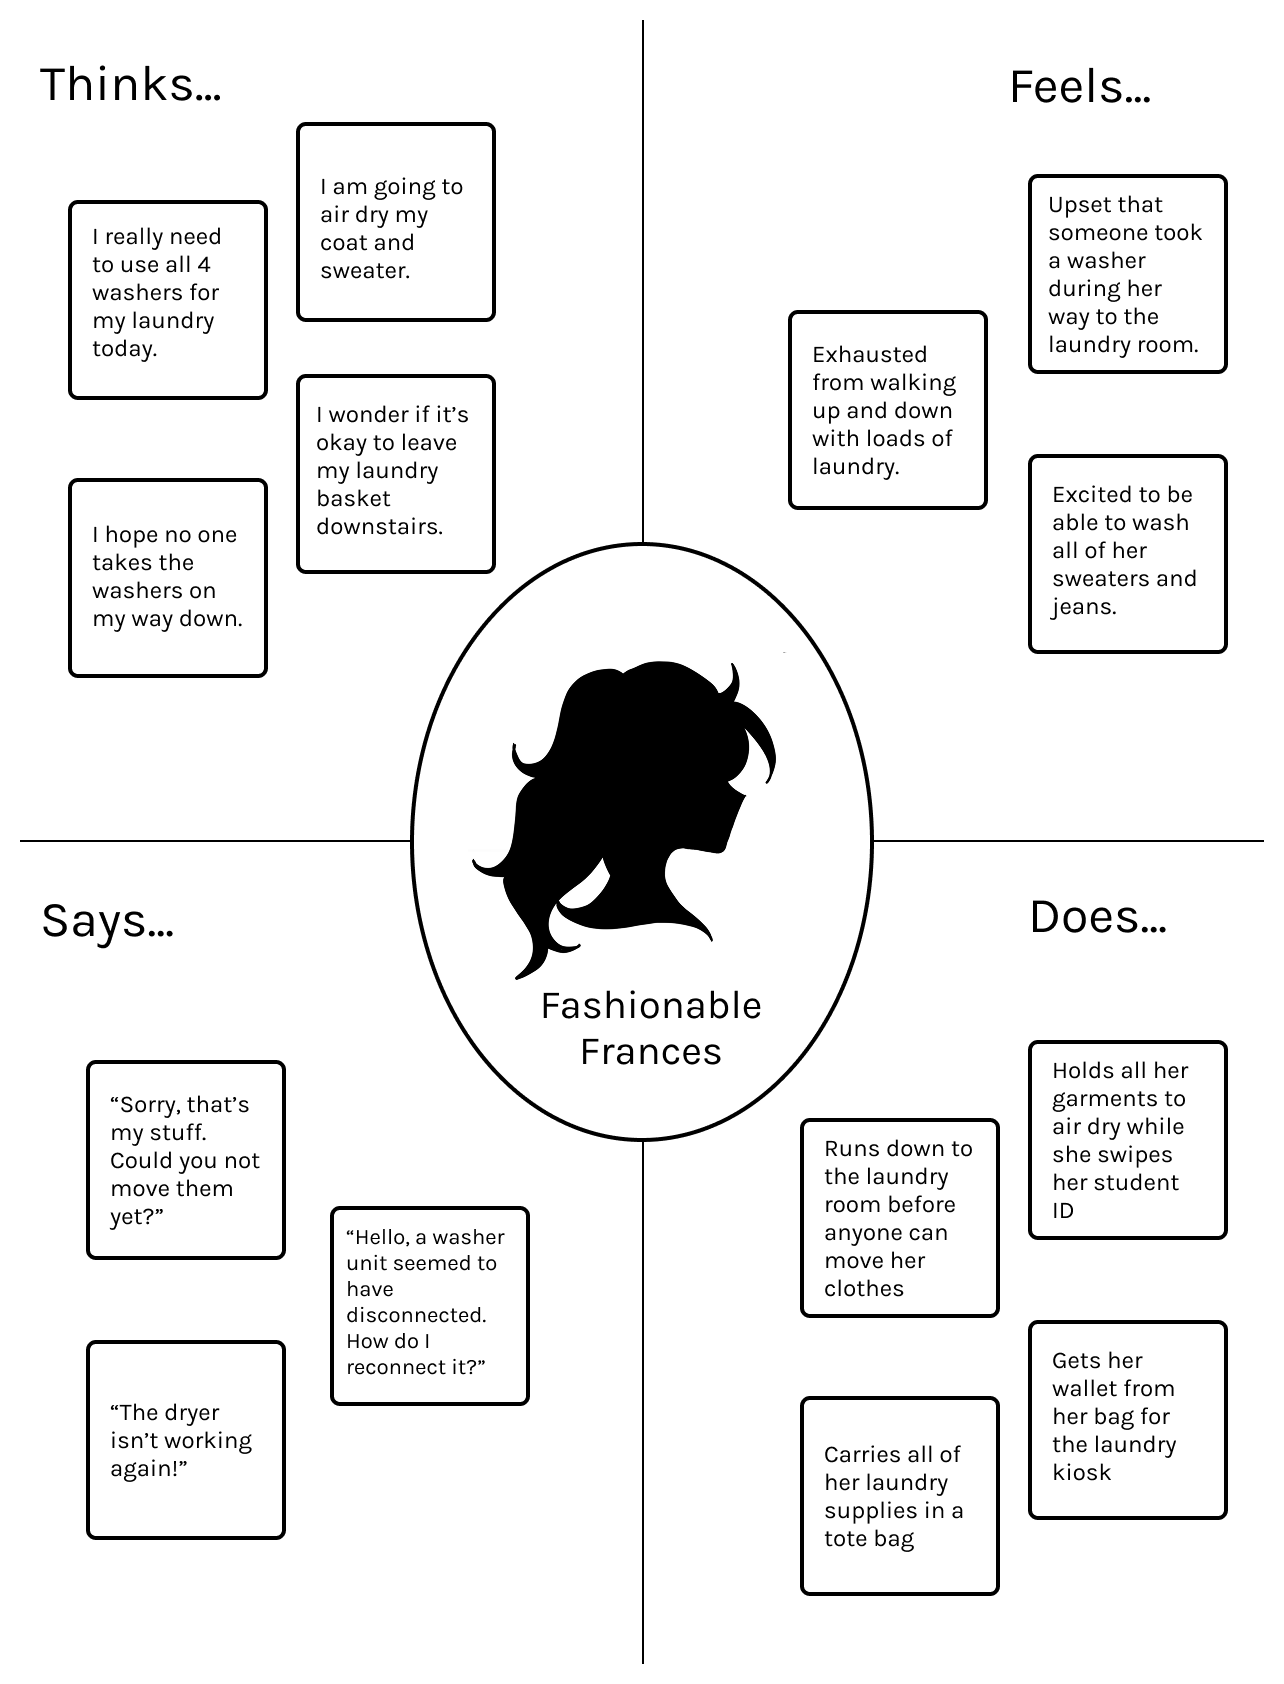 Thinks…
I really need
to use all 4
washers for
my laundry
today.
I am going to
air dry my
coat and
sweater.
I wonder if it’s
okay to leave
my laundry
basket
downstairs.
I hope no one
takes the
washers on
my way down.
Feels…
Exhausted
from walking
up and down
with loads of
laundry.
Upset that
someone took
a washer
during her
way to the
laundry room.
Excited to be
able to wash
all of her
sweaters and
jeans.
Fashionable
Frances
Says…
“Sorry, that’s
my stuff.
Could you not
move them
yet?”
“Hello, a washer
unit seemed to
have
disconnected.
How do I
reconnect it?”
“The dryer
isn’t working
again!”
Does…
Runs down to
the laundry
room before
anyone can
move her
clothes
Holds all her
garments to
air dry while
she swipes
her student
ID
Carries all of
her laundry
supplies in a
tote bag
Gets her
wallet from
her bag for
the laundry
kiosk